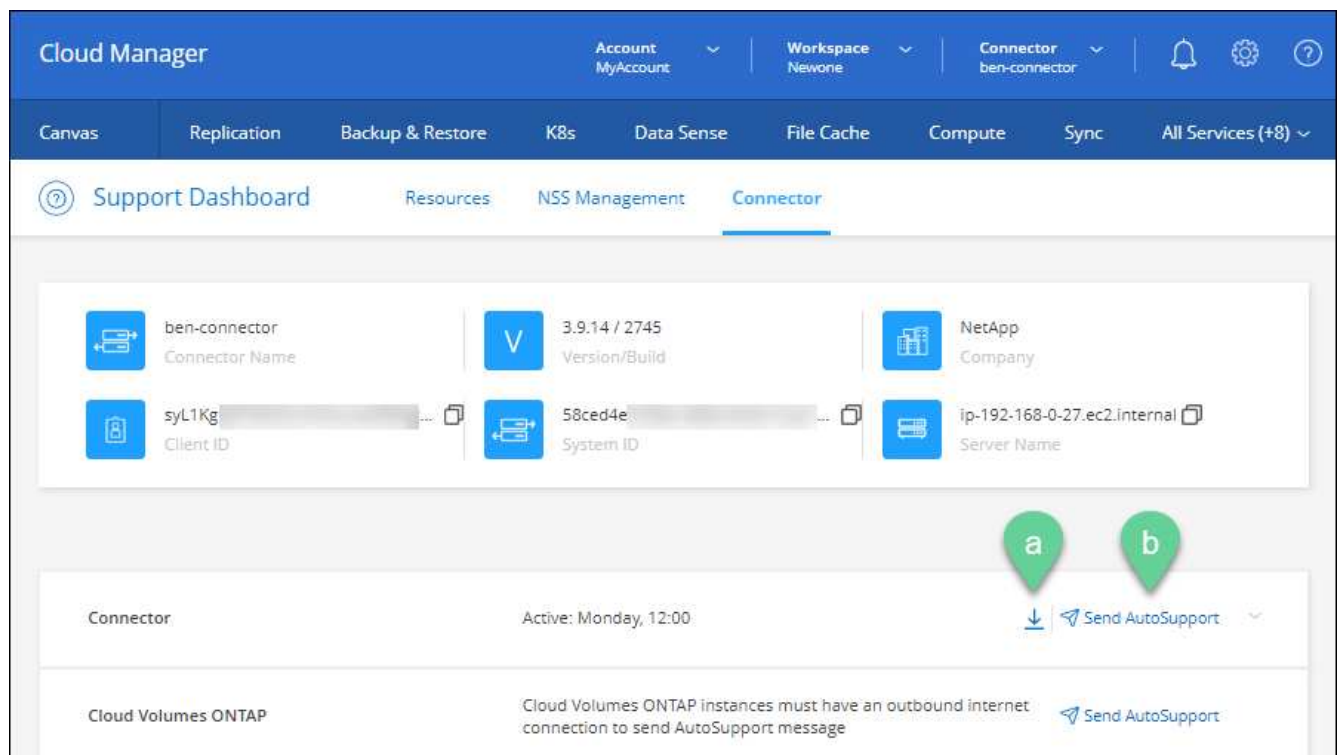 Cloud Manager
Account
MyAccount
Workspace
Newone
Connector
ben-connector
Canvas Replication Backup & Restore K8s Data Sense File Cache Compute Sync All Services (+8)
Support Dashboard Resources NSS Management Connector
ben-connector
Connector Name
V
3.9.14 / 2745
Version/Build
NetApp
Company
syL1Kg ...
Client ID
58ced4e ...
System ID
ip-192-168-0-27.ec2.internal
Server Name
a b
Connector Active: Monday, 12:00 Send AutoSupport
Cloud Volumes ONTAP
Cloud Volumes ONTAP instances must have an outbound internet
connection to send AutoSupport message
Send AutoSupport